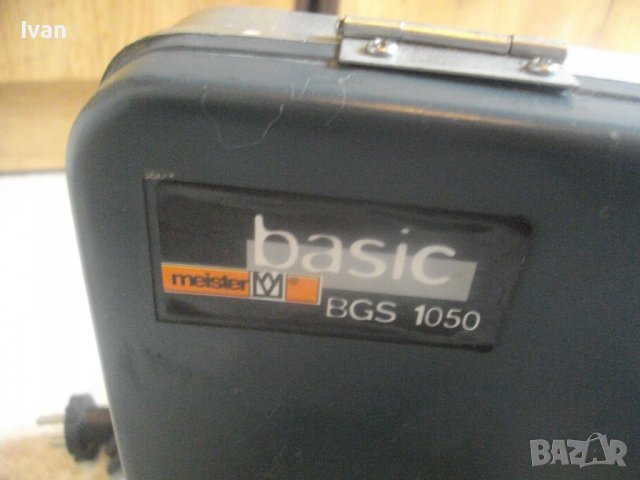 Ivan
basic
meister M ®
BGS 1050
BAZAR